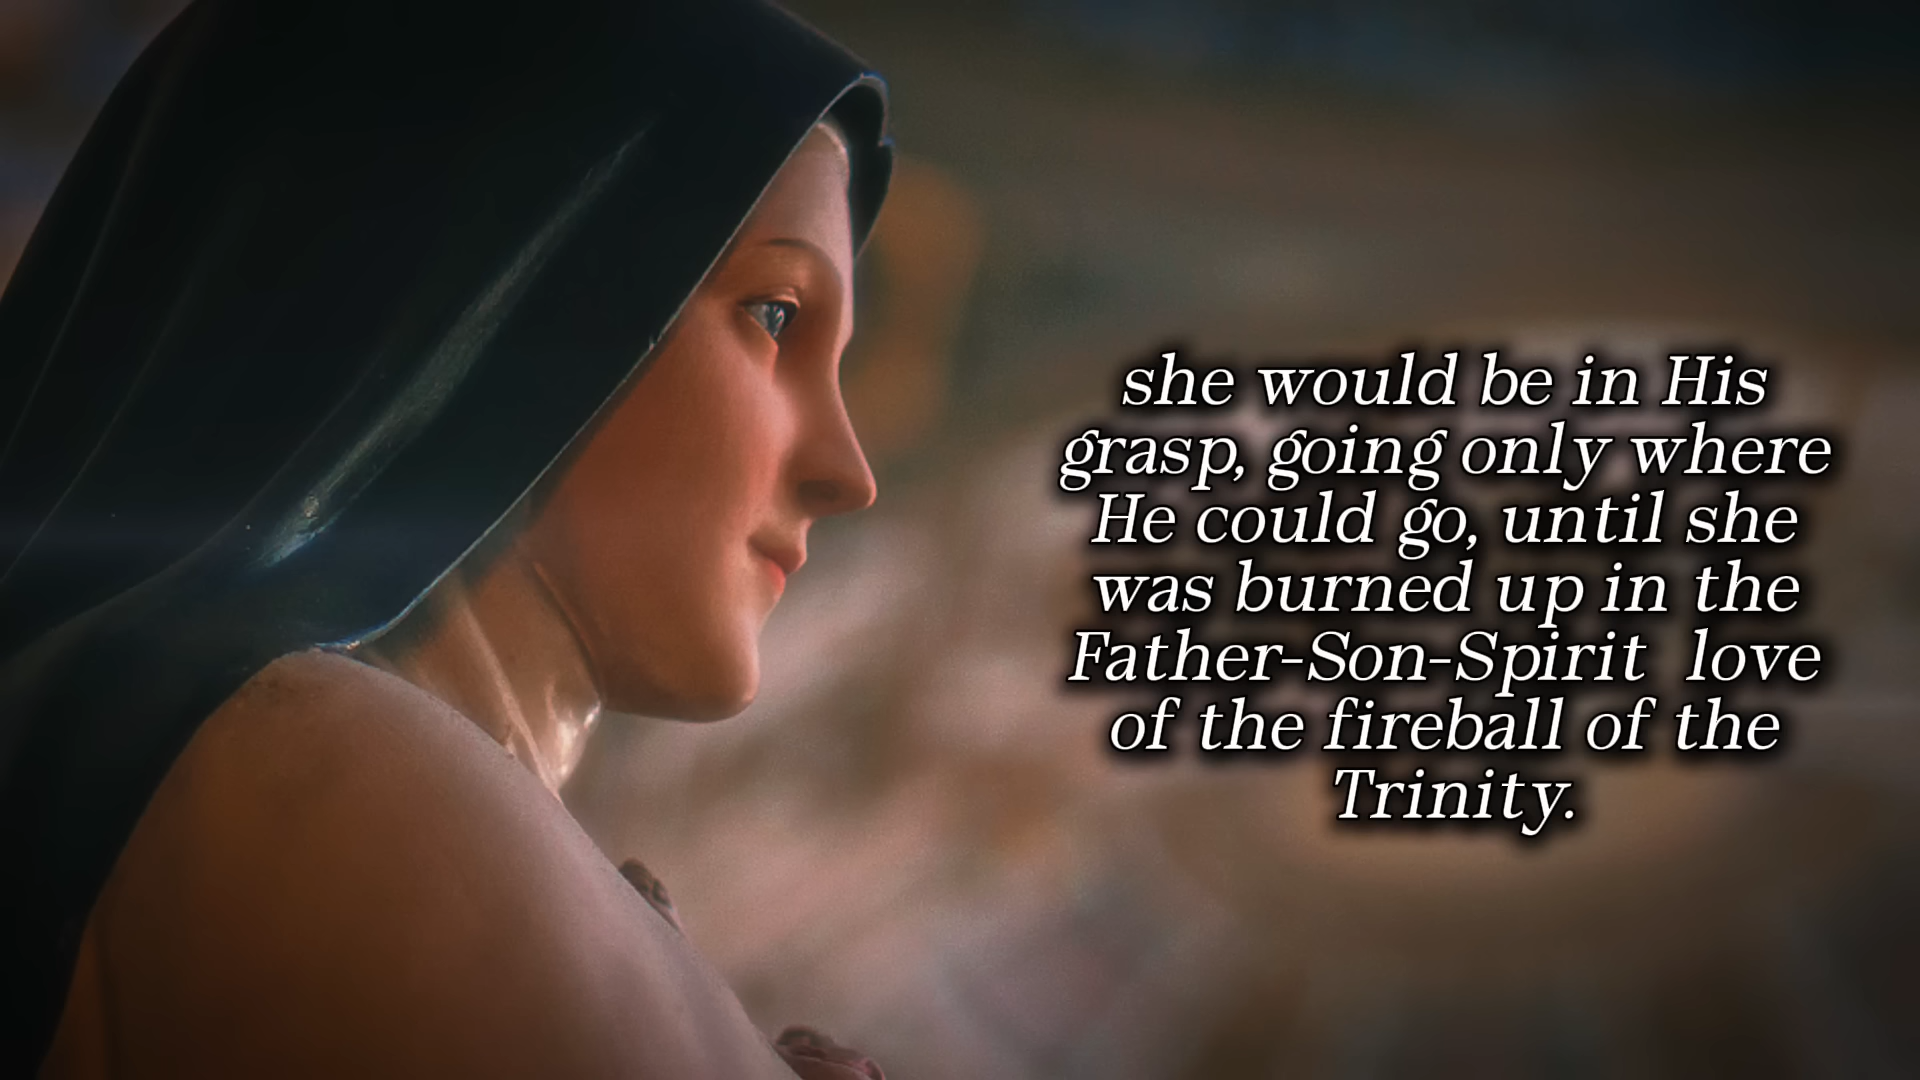 she would be in His
grasp, going only where
He could go, until she
was burned up in the
Father-Son-Spirit  love
of the fireball of the
Trinity.